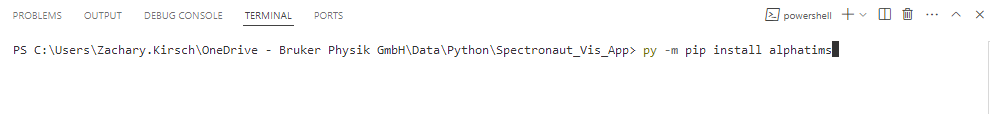 PROBLEMS OUTPUT DEBUG CONSOLE TERMINAL PORTS powershell
PS C:\Users\Zachary.Kirsch\OneDrive - Bruker Physik GmbH\Data\Python\Spectronaut_Vis_App> py -m pip install alphatims